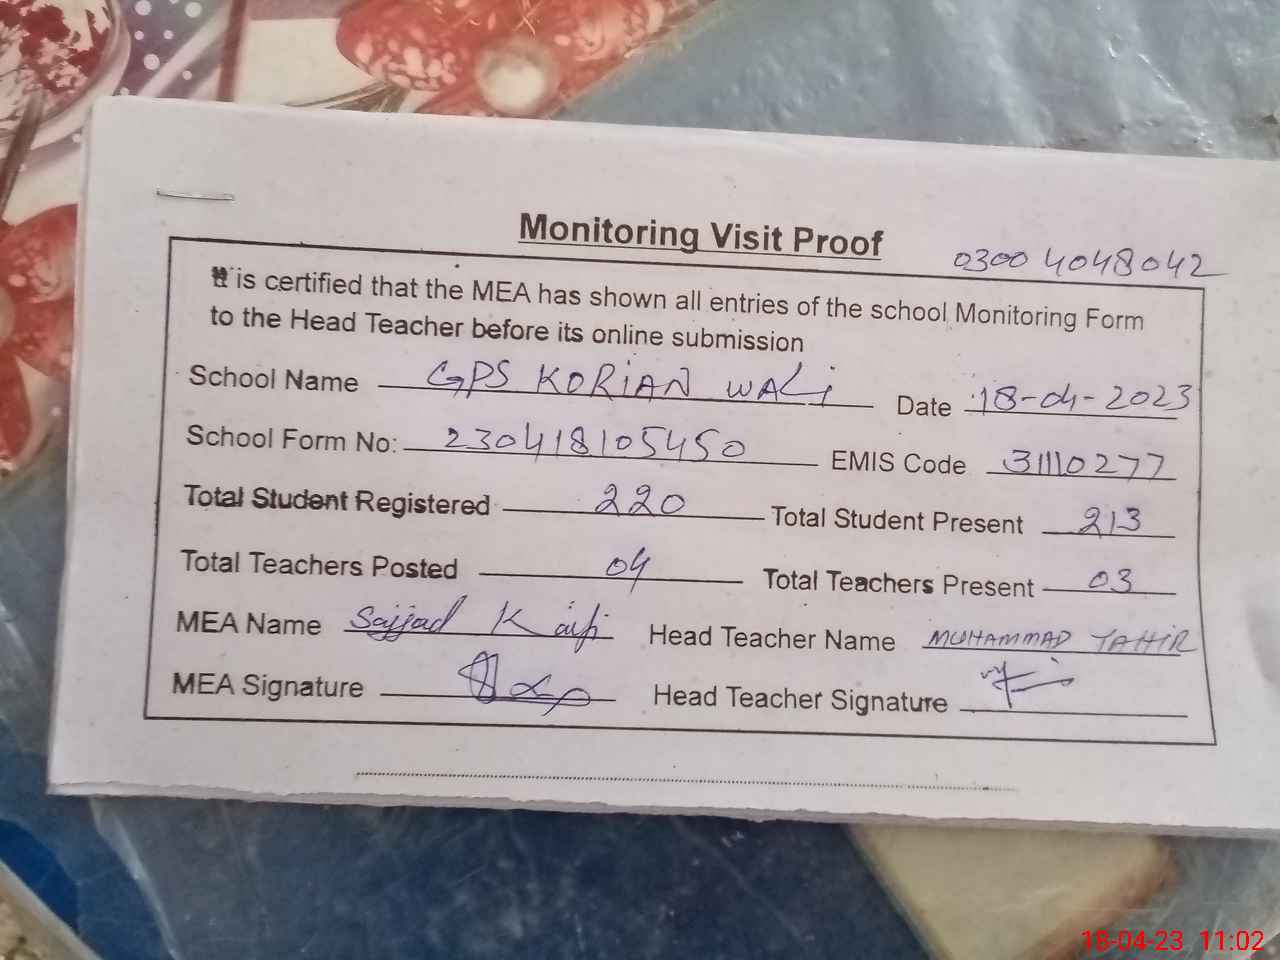 Monitoring Visit Proof
0300 4048042
It is certified that the MEA has shown all entries of the school Monitoring Form
to the Head Teacher before its online submission
School Name GPS KORIAN WALI Date 18-04-2023
School Form No: 230418105450 EMIS Code 31110277
Total Student Registered 220 Total Student Present 213
Total Teachers Posted 04 Total Teachers Present 03
MEA Name Sajjad Head Teacher Name MUHAMMAD TAHIR
MEA Signature Head Teacher Signature
18-04-23 11:02